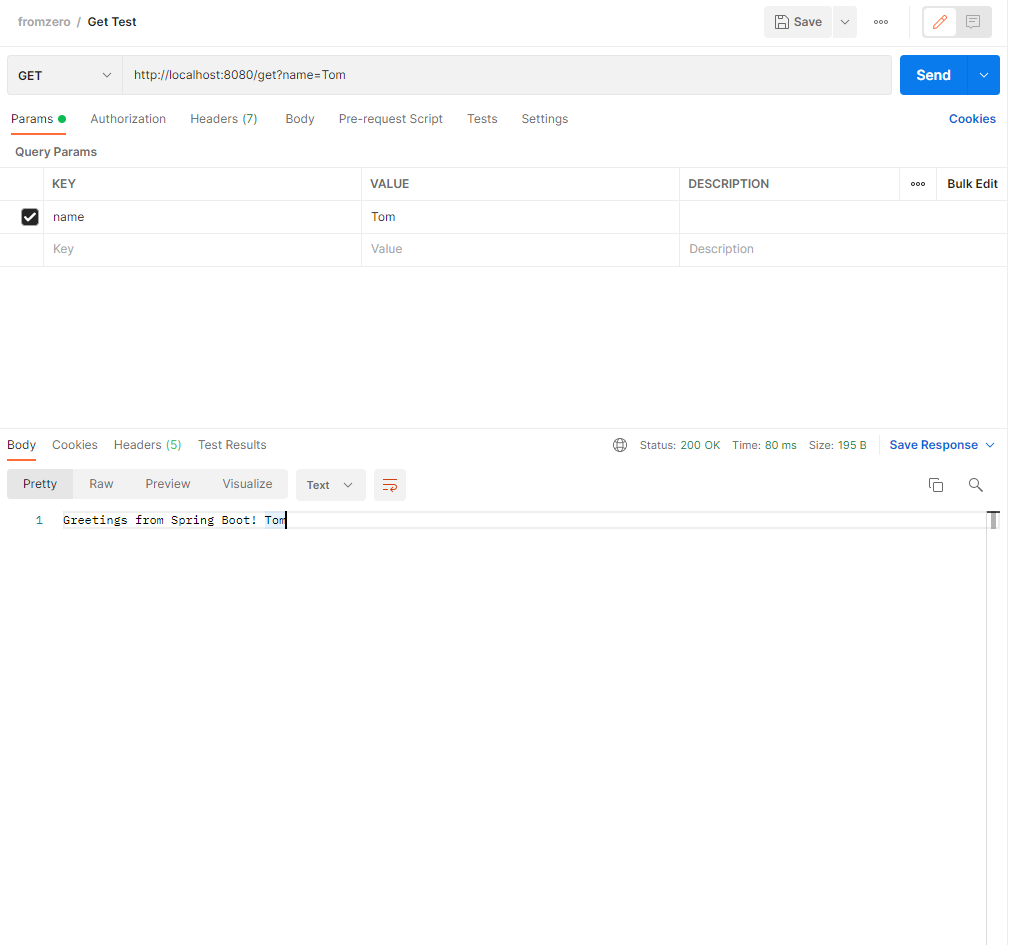 fromzero / Get Test Save
GET http://localhost:8080/get?name=Tom Send
Params Authorization Headers (7) Body Pre-request Script Tests Settings Cookies
Query Params
KEY VALUE DESCRIPTION Bulk Edit
name Tom
Key Value Description
Body Cookies Headers (5) Test Results Status: 200 OK Time: 80 ms Size: 195 B Save Response
Pretty Raw Preview Visualize Text
1 Greetings from Spring Boot! Tom